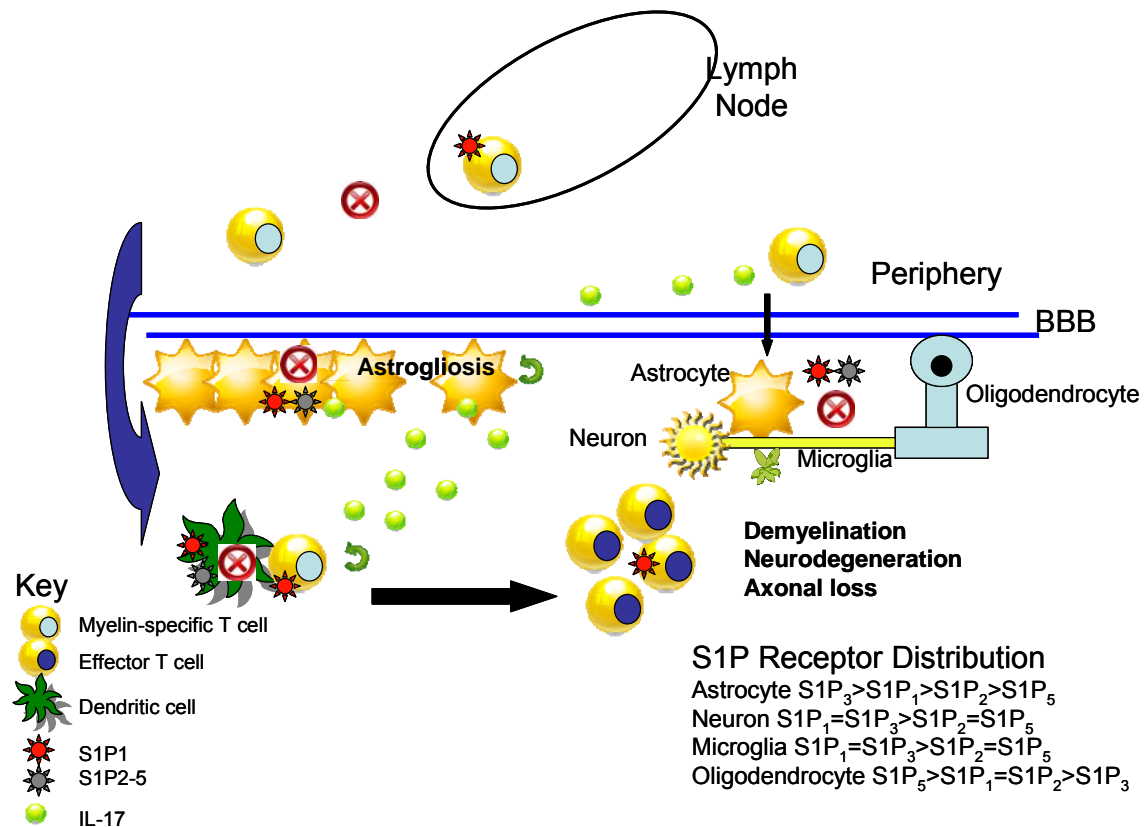 Lymph
Node
Periphery
BBB
Astrogliosis
Astrocyte
Oligodendrocyte
Neuron
Microglia
Demyelination
Neurodegeneration
Axonal loss
Key
Myelin-specific T cell
Effector T cell
Dendritic cell
S1P1
S1P2-5
IL-17
S1P Receptor Distribution
Astrocyte S1P₃>S1P₁>S1P₂>S1P₅
Neuron S1P₁=S1P₃>S1P₂=S1P₅
Microglia S1P₁=S1P₃>S1P₂=S1P₅
Oligodendrocyte S1P₅>S1P₁=S1P₂>S1P₃